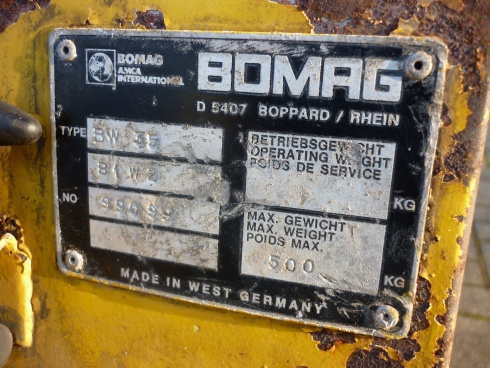 BOMAG
AMCA
INTERNATIONAL
BOMAG
D 5407 BOPPARD / RHEIN
TYPE
BETRIEBSGEWICHT
OPERATING WEIGHT
POIDS DE SERVICE
KG
NO
MAX. GEWICHT
MAX. WEIGHT
POIDS MAX.
500 KG
MADE IN WEST GERMANY